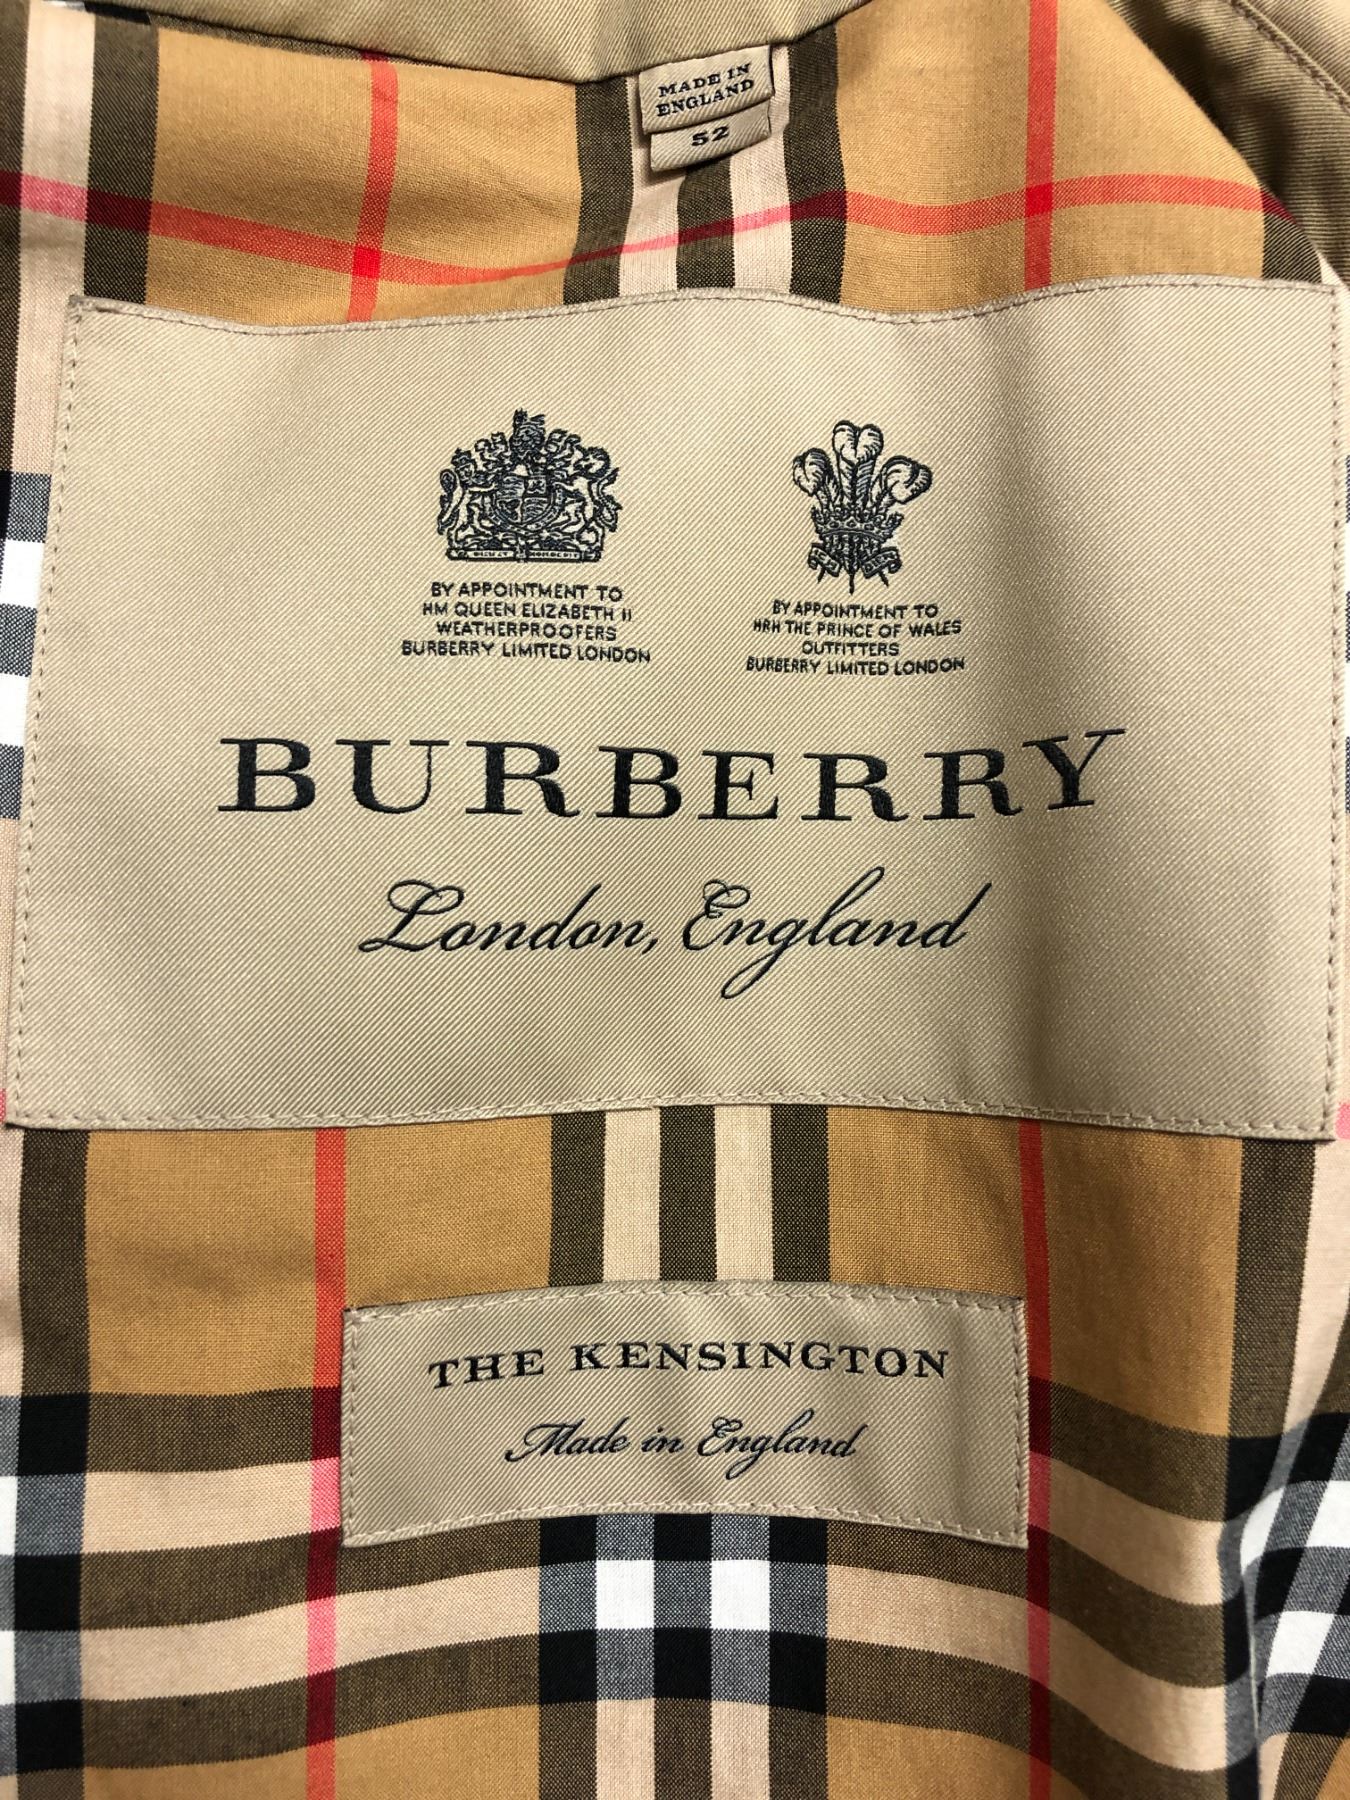 MADE IN
ENGLAND
52
BY APPOINTMENT TO
HM QUEEN ELIZABETH II
WEATHERPROOFERS
BURBERRY LIMITED LONDON
BY APPOINTMENT TO
HRH THE PRINCE OF WALES
OUTFITTERS
BURBERRY LIMITED LONDON
BURBERRY
London, England
THE KENSINGTON
Made in England